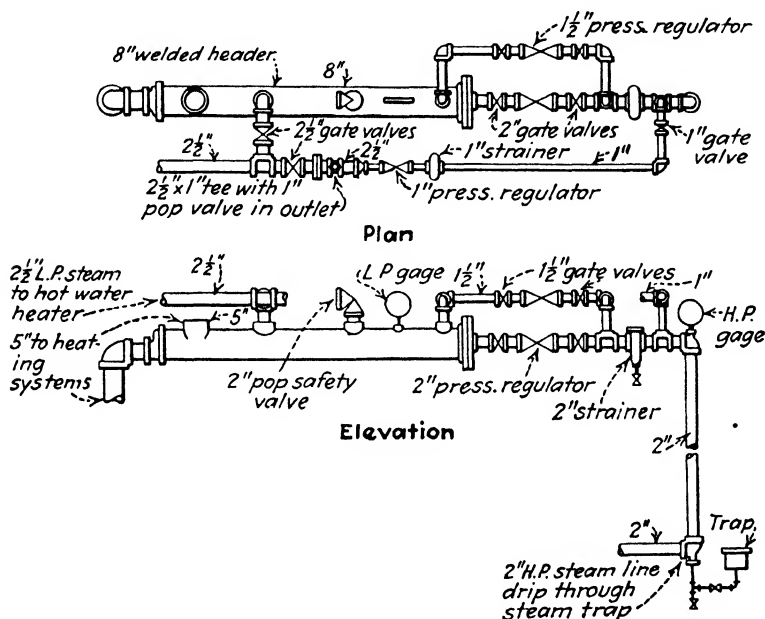 1½" press. regulator
8" welded header
8"
2½" gate valves
2" gate valves
2½"
2½"
1" strainer
1"
1" gate
valve
2½" x 1" tee with 1"
pop valve in outlet
1" press. regulator
Plan
2½" L.P. steam
to hot water
heater
2½"
L P gage
1½"
1½" gate valves
1"
H.P.
gage
5"
5" to heat-
ing
systems
2" pop safety
valve
2" press. regulator
2" strainer
Elevation
2"
2"
Trap.
2" H.P. steam line
drip through
steam trap